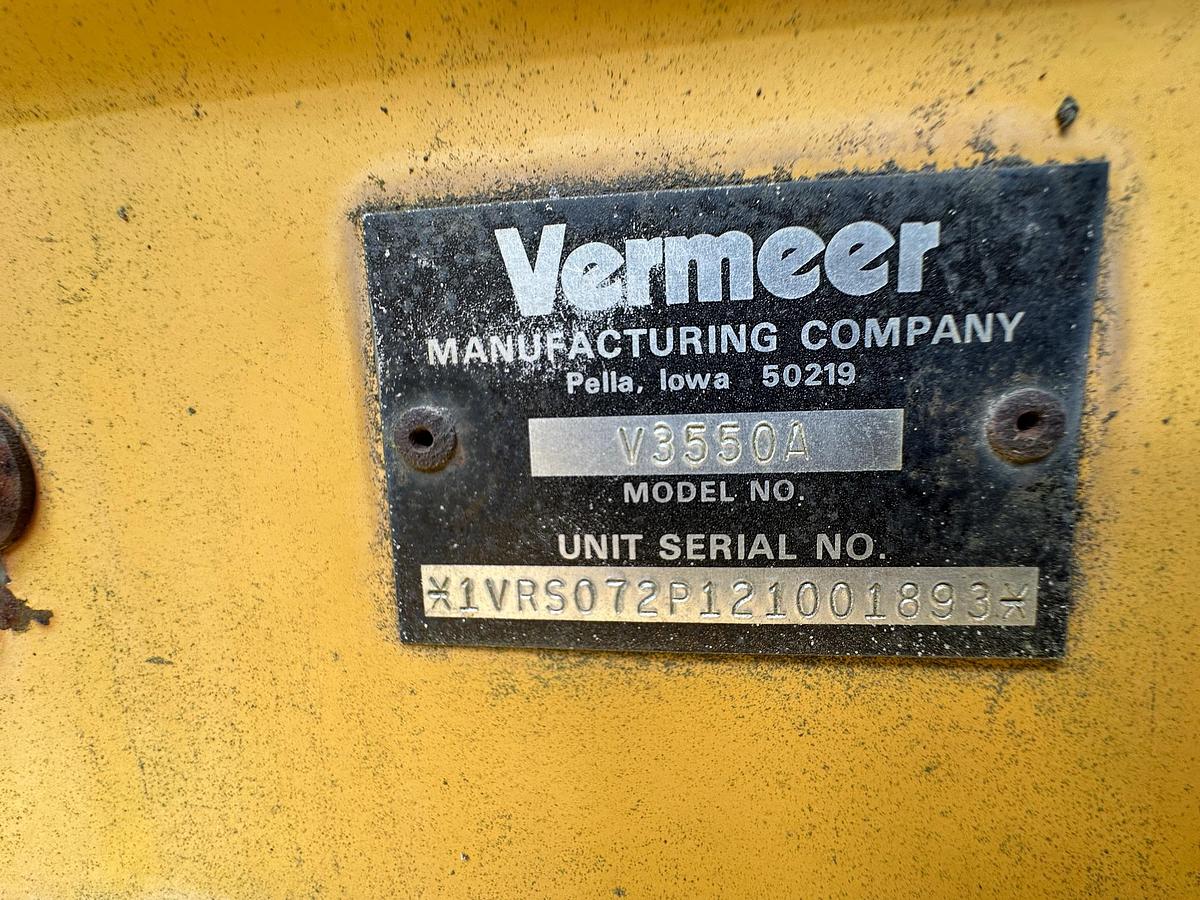 Vermeer
MANUFACTURING COMPANY
Pella, Iowa 50219
V3550A
MODEL NO.
UNIT SERIAL NO.
*1VRS072P121001893*